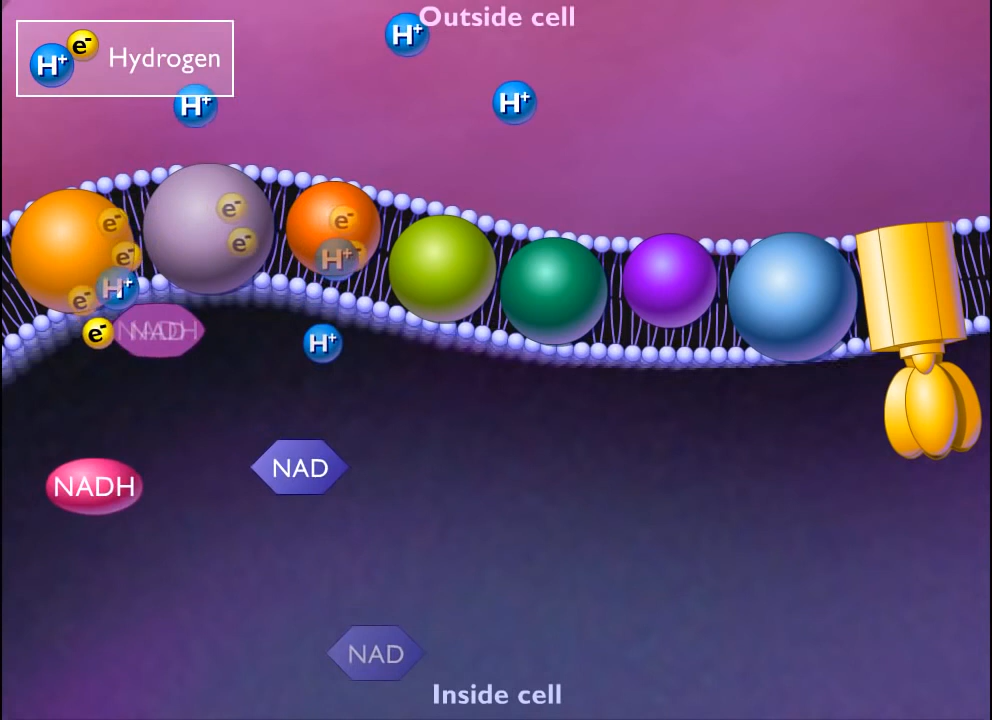 Outside cell
H⁺ e⁻ Hydrogen
H⁺
H⁺
H⁺
e⁻
e⁻
e⁻
e⁻
e⁻
H⁺
H⁺
e⁻
e⁻
H⁺
NADH
NAD
NADH
NAD
Inside cell